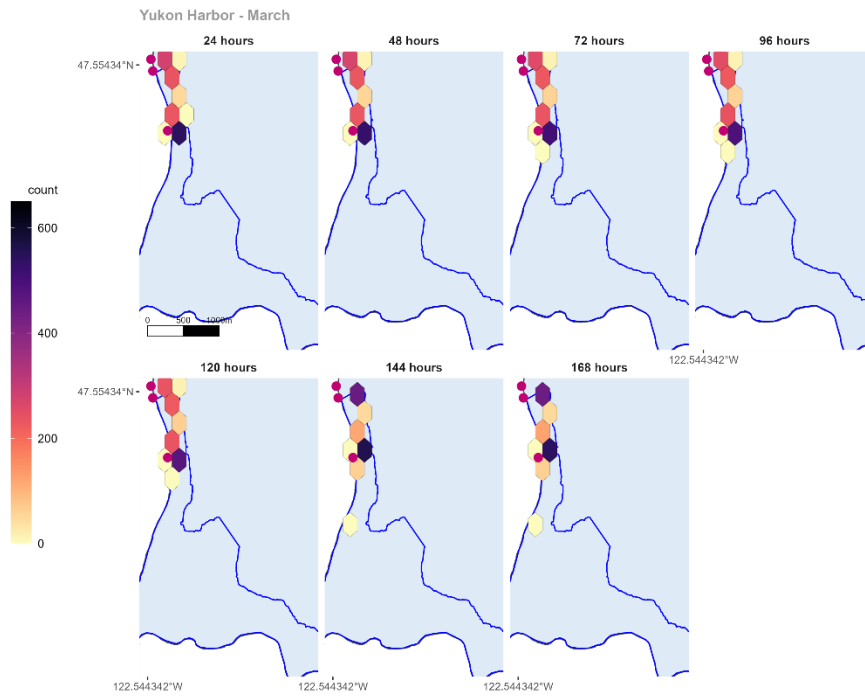 Yukon Harbor - March
24 hours
48 hours
72 hours
96 hours
47.55434°N
count
600
400
200
0
0
500
1000m
122.544342°W
120 hours
144 hours
168 hours
47.55434°N
122.544342°W
122.544342°W
122.544342°W